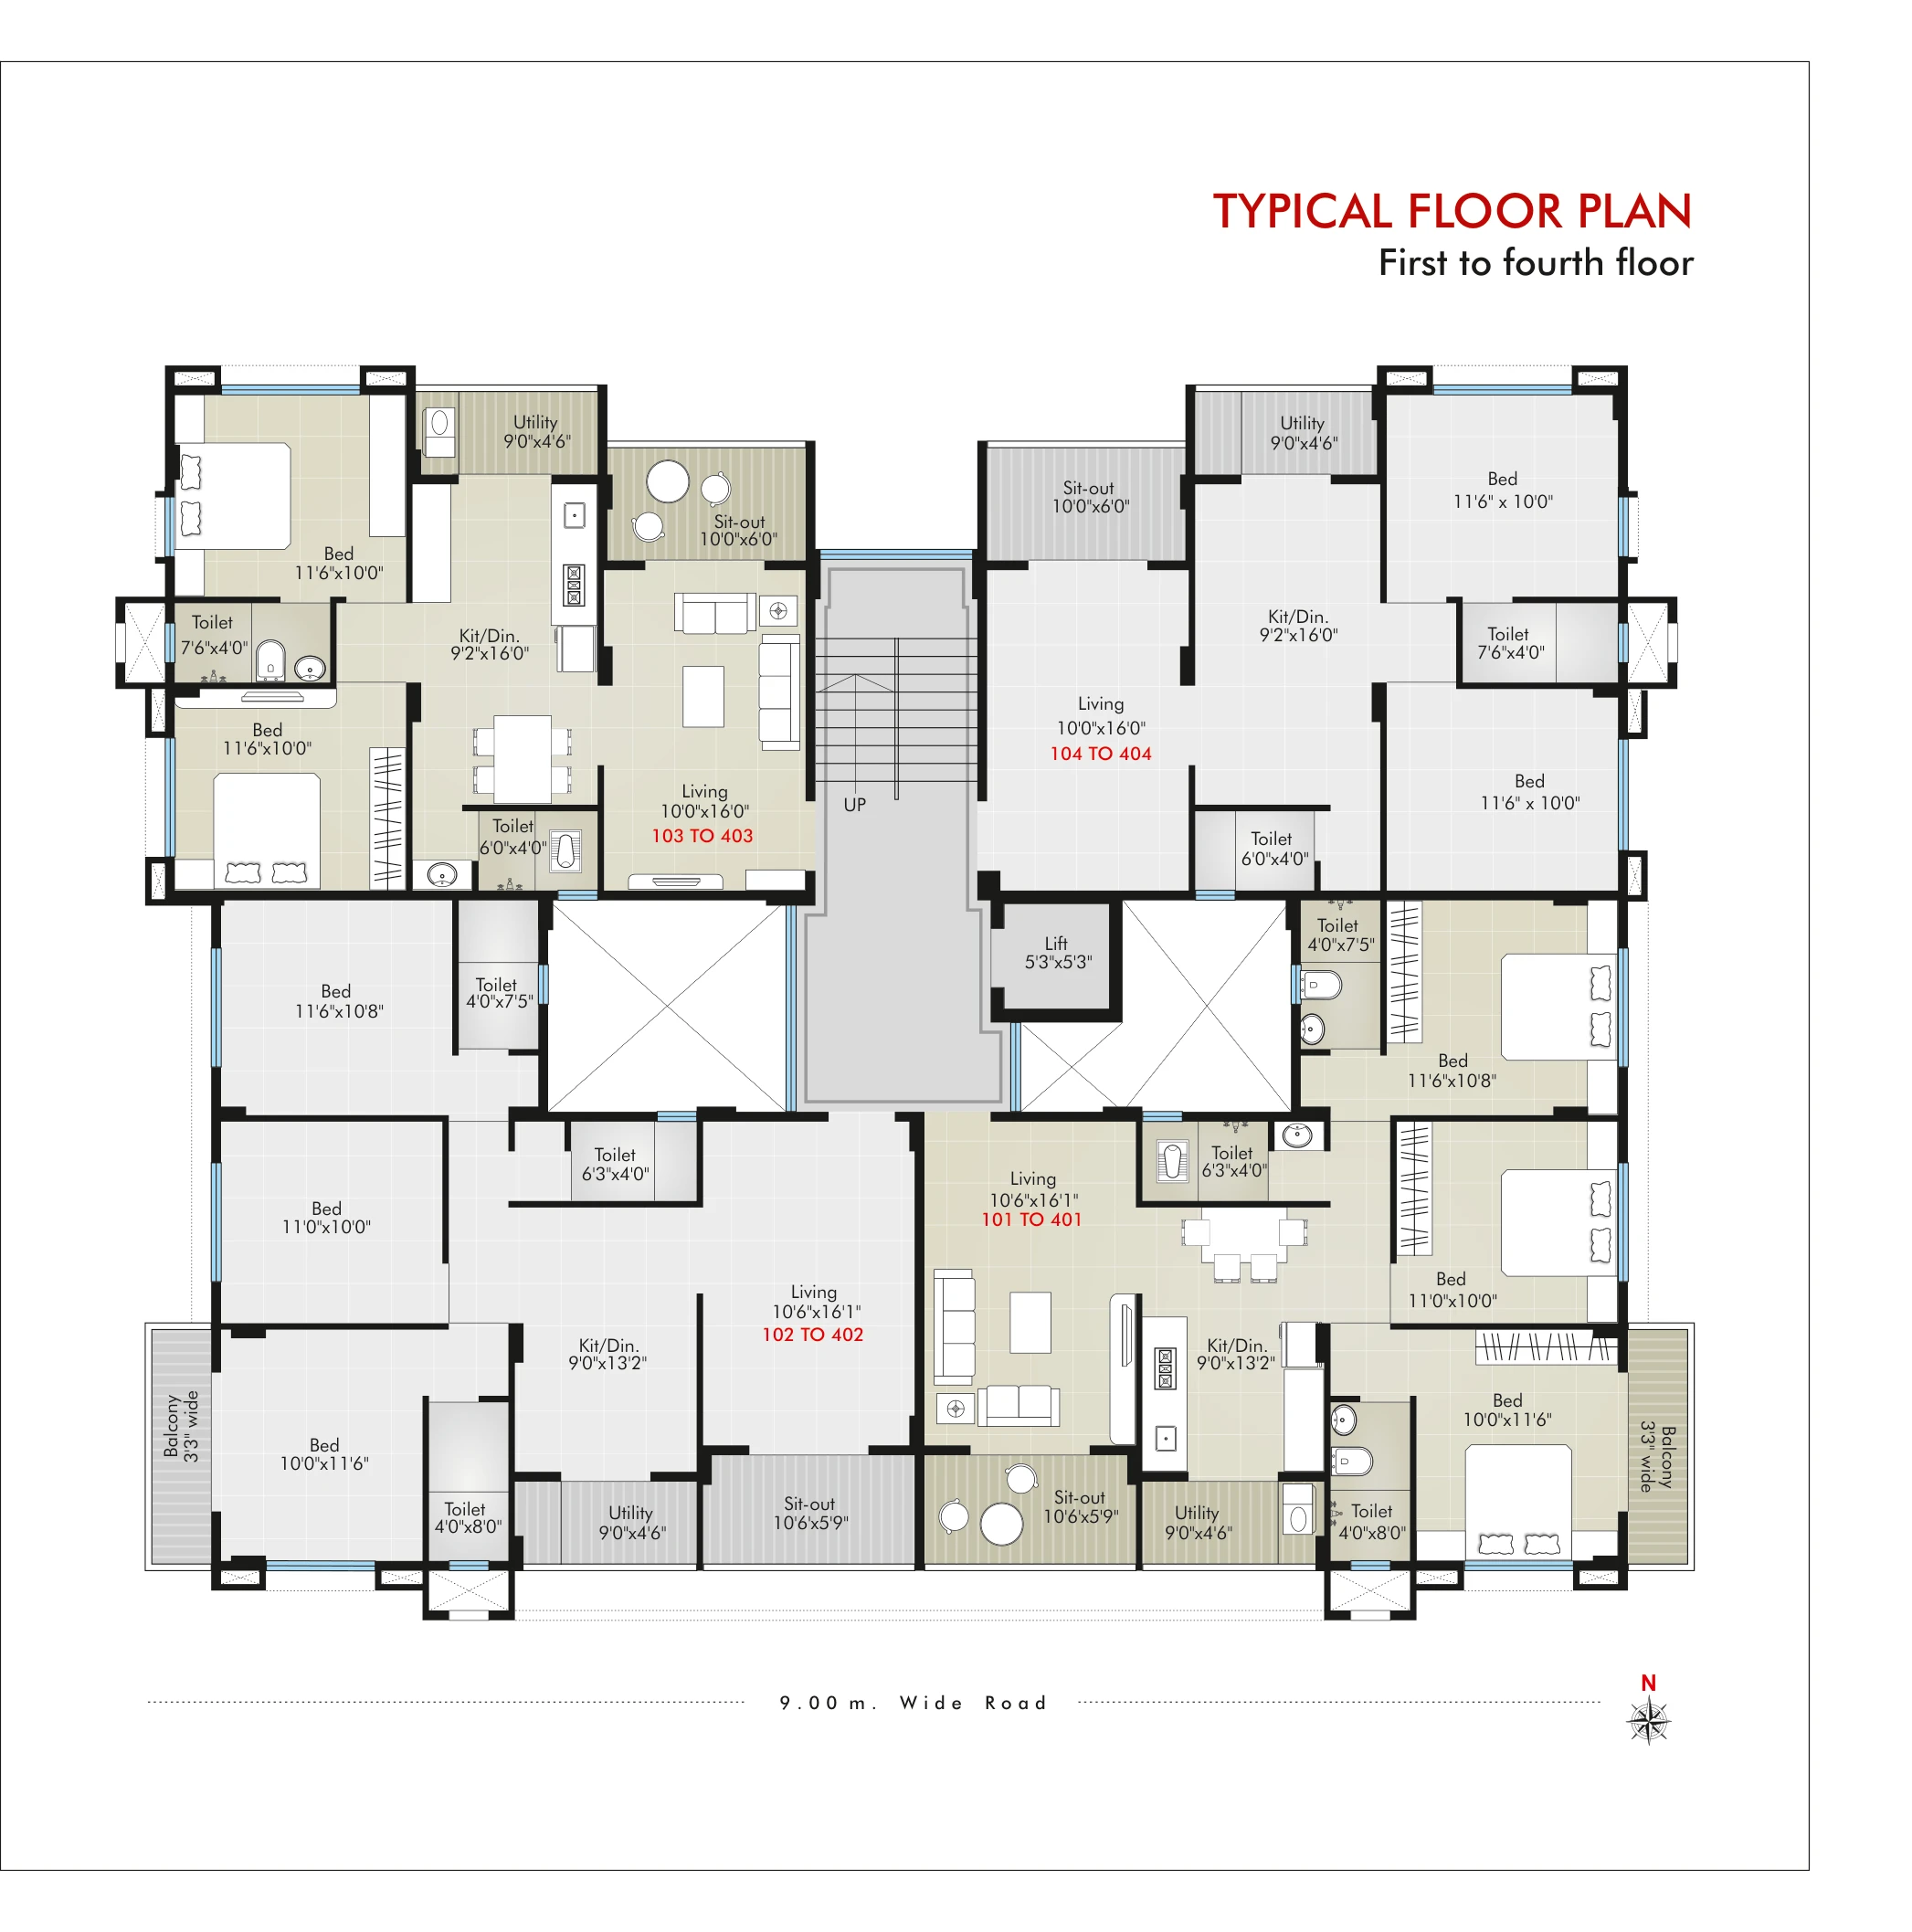 TYPICAL FLOOR PLAN
First to fourth floor
Utility
9'0"x4'6"
Sit-out
10'0"x6'0"
Bed
11'6"x10'0"
Toilet
7'6"x4'0"
Kit/Din.
9'2"x16'0"
Bed
11'6"x10'0"
Living
10'0"x16'0"
103 TO 403
Toilet
6'0"x4'0"
UP
Utility
9'0"x4'6"
Sit-out
10'0"x6'0"
Bed
11'6" x 10'0"
Kit/Din.
9'2"x16'0"
Toilet
7'6"x4'0"
Living
10'0"x16'0"
104 TO 404
Bed
11'6" x 10'0"
Toilet
6'0"x4'0"
Lift
5'3"x5'3"
Bed
11'6"x10'8"
Toilet
4'0"x7'5"
Toilet
6'3"x4'0"
Bed
11'0"x10'0"
Living
10'6"x16'1"
102 TO 402
Kit/Din.
9'0"x13'2"
Balcony
3'3" wide
Bed
10'0"x11'6"
Toilet
4'0"x8'0"
Utility
9'0"x4'6"
Sit-out
10'6'x5'9"
Toilet
4'0"x7'5"
Bed
11'6"x10'8"
Living
10'6"x16'1"
101 TO 401
Toilet
6'3"x4'0"
Bed
11'0"x10'0"
Kit/Din.
9'0"x13'2"
Bed
10'0"x11'6"
Balcony
3'3" wide
Sit-out
10'6'x5'9"
Utility
9'0"x4'6"
Toilet
4'0"x8'0"
9.00 m. Wide Road
N